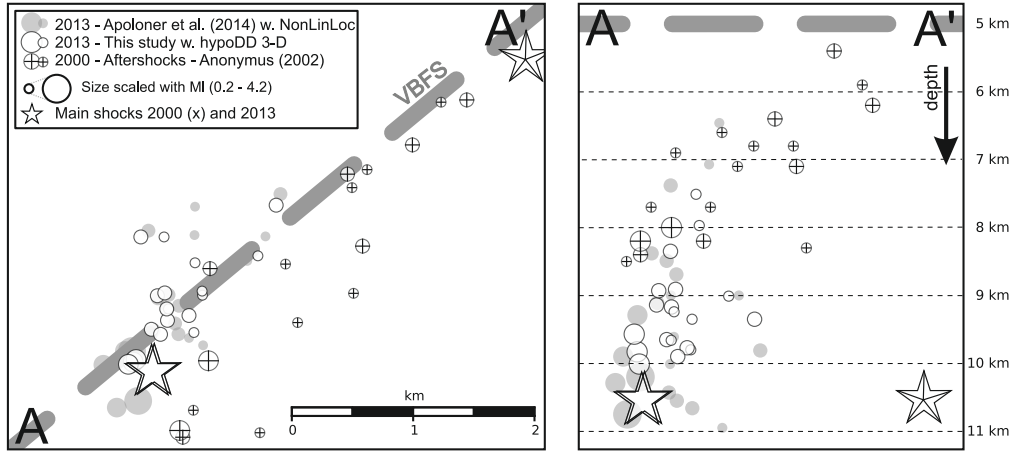 2013 - Apoloner et al. (2014) w. NonLinLoc
2013 - This study w. hypoDD 3-D
2000 - Aftershocks - Anonymus (2002)
Size scaled with Ml (0.2 - 4.2)
Main shocks 2000 (x) and 2013
A'
VBFS
A
km
0 1 2
A A'
depth
5 km
6 km
7 km
8 km
9 km
10 km
11 km